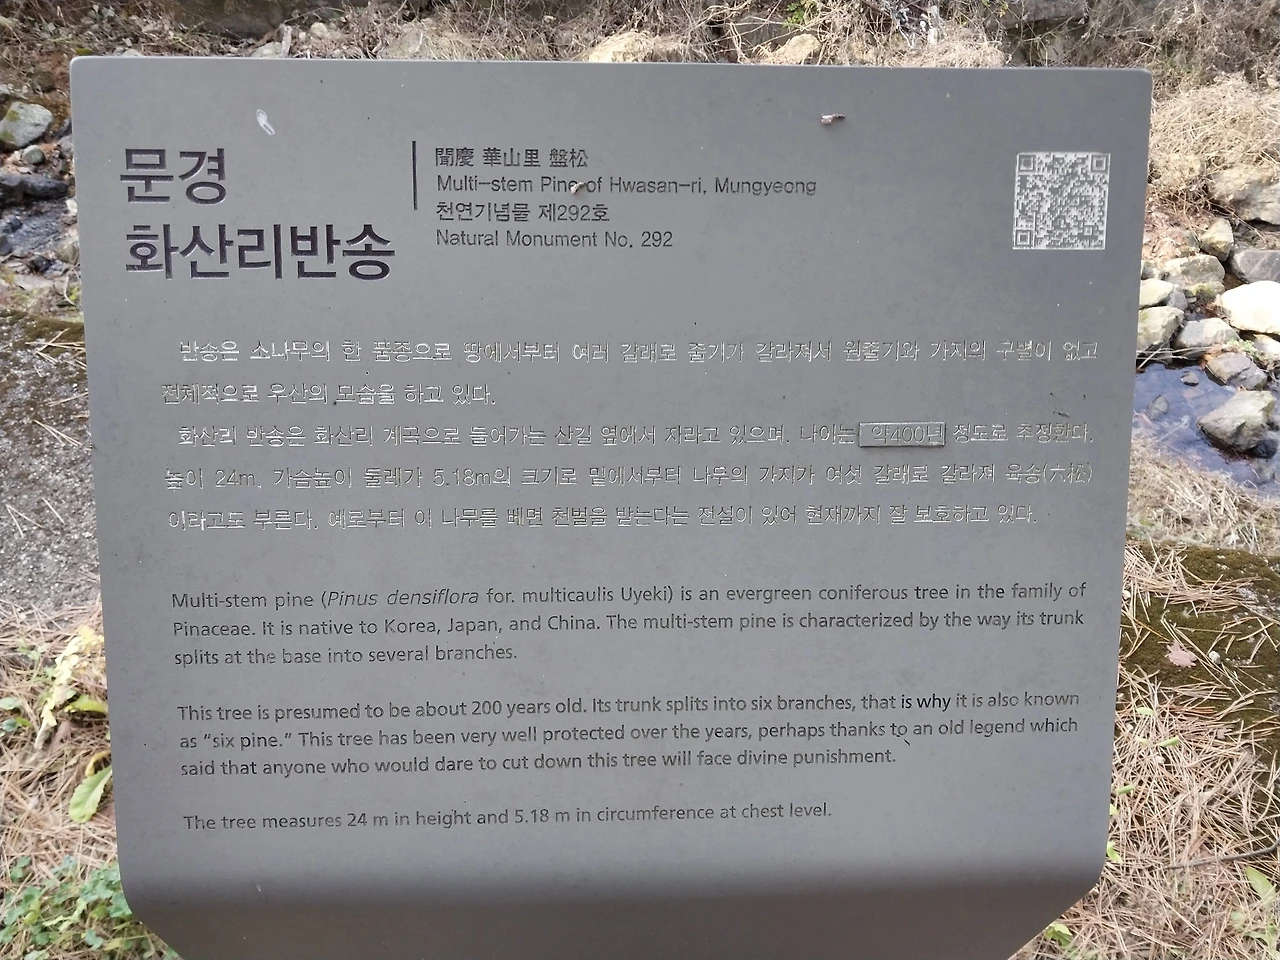 문경
화산리반송
聞慶 華山里 盤松
Multi-stem Pine of Hwasan-ri, Mungyeong
천연기념물 제292호
Natural Monument No. 292
반송은 소나무의 한 품종으로 땅에서부터 여러 갈래로 줄기가 갈라져서 원줄기와 가지의 구별이 없고
전체적으로 우산의 모습을 하고 있다.
화산리 반송은 화산리 계곡으로 들어가는 산길 옆에서 자라고 있으며, 나이는 약400년 정도로 추정한다.
높이 24m, 가슴높이 둘레가 5.18m의 크기로 밑에서부터 나무의 가지가 여섯 갈래로 갈라져 육송(六松)
이라고도 부른다. 예로부터 이 나무를 베면 천벌을 받는다는 전설이 있어 현재까지 잘 보호하고 있다.
Multi-stem pine (Pinus densiflora for. multicaulis Uyeki) is an evergreen coniferous tree in the family of
Pinaceae. It is native to Korea, Japan, and China. The multi-stem pine is characterized by the way its trunk
splits at the base into several branches.
This tree is presumed to be about 200 years old. Its trunk splits into six branches, that is why it is also known
as “six pine.” This tree has been very well protected over the years, perhaps thanks to an old legend which
said that anyone who would dare to cut down this tree will face divine punishment.
The tree measures 24 m in height and 5.18 m in circumference at chest level.